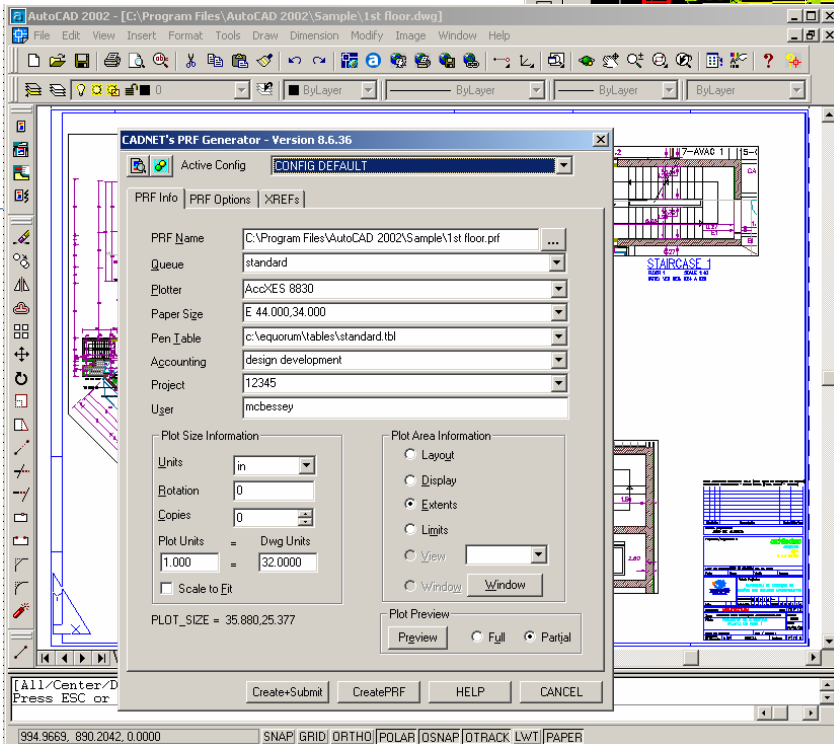 AutoCAD 2002 - [C:\Program Files\AutoCAD 2002\Sample\1st floor.dwg]
File Edit View Insert Format Tools Draw Dimension Modify Image Window Help
0 ByLayer ByLayer ByLayer ByLayer
CADNET's PRF Generator - Version 8.6.36
Active Config CONFIG DEFAULT
PRF Info PRF Options XREFs
PRF Name C:\Program Files\AutoCAD 2002\Sample\1st floor.prf ...
Queue standard
Plotter AccXES 8830
Paper Size E 44.000,34.000
Pen Table c:\equorum\tables\standard.tbl
Accounting design development
Project 12345
User mcbessey
Plot Size Information
Units in
Rotation 0
Copies 0
Plot Units = Dwg Units
1.000 = 32.0000
Scale to Fit
PLOT_SIZE = 35.880,25.377
Plot Area Information
Layout
Display
Extents
Limits
View
Window Window
Plot Preview
Preview Full Partial
Create+Submit CreatePRF HELP CANCEL
7-AVAC 1
STAIRCASE 1
[All/Center/D
Press ESC or
994.9669, 890.2042, 0.0000 SNAP GRID ORTHO POLAR OSNAP OTRACK LWT PAPER